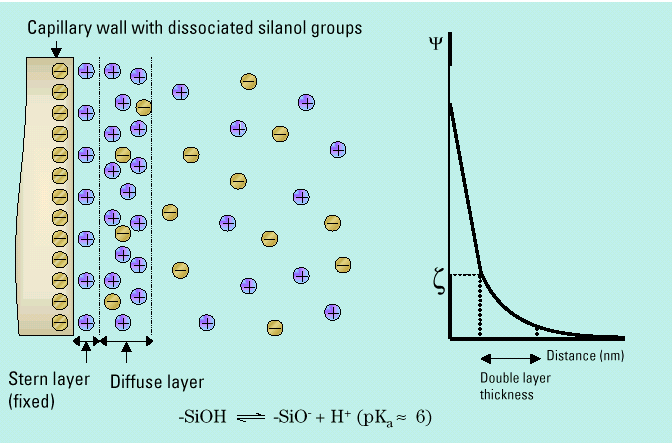 Capillary wall with dissociated silanol groups
Ψ
ζ
Distance (nm)
Double layer
thickness
Stern layer
(fixed)
Diffuse layer
-SiOH ⇌ -SiO⁻ + H⁺ (pKₐ ≈ 6)